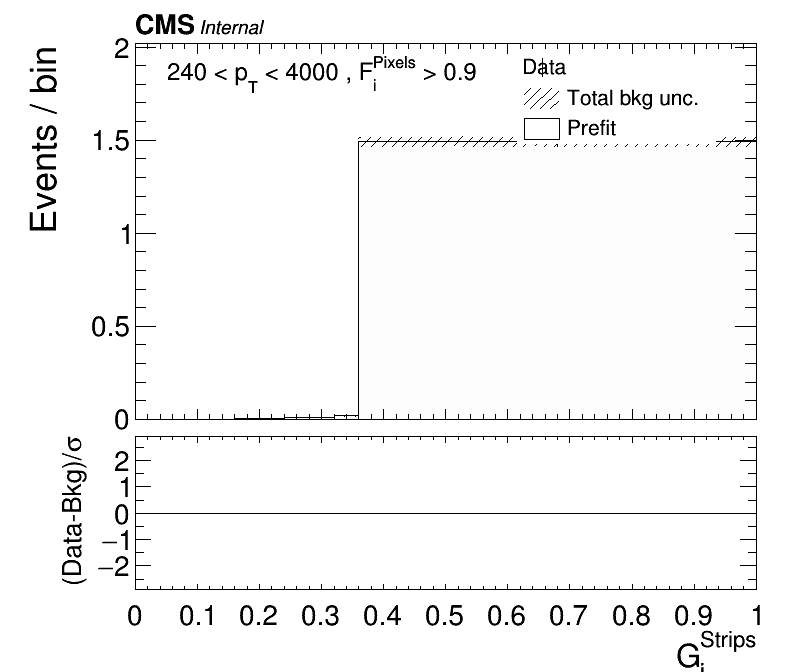 CMS Internal
240 < p_T < 4000 , F_i^Pixels > 0.9
Data
Total bkg unc.
Prefit
Events / bin
2
1.5
1
0.5
0
(Data-Bkg)/σ
2
1
0
−1
−2
0 0.1 0.2 0.3 0.4 0.5 0.6 0.7 0.8 0.9 1
G_i^Strips